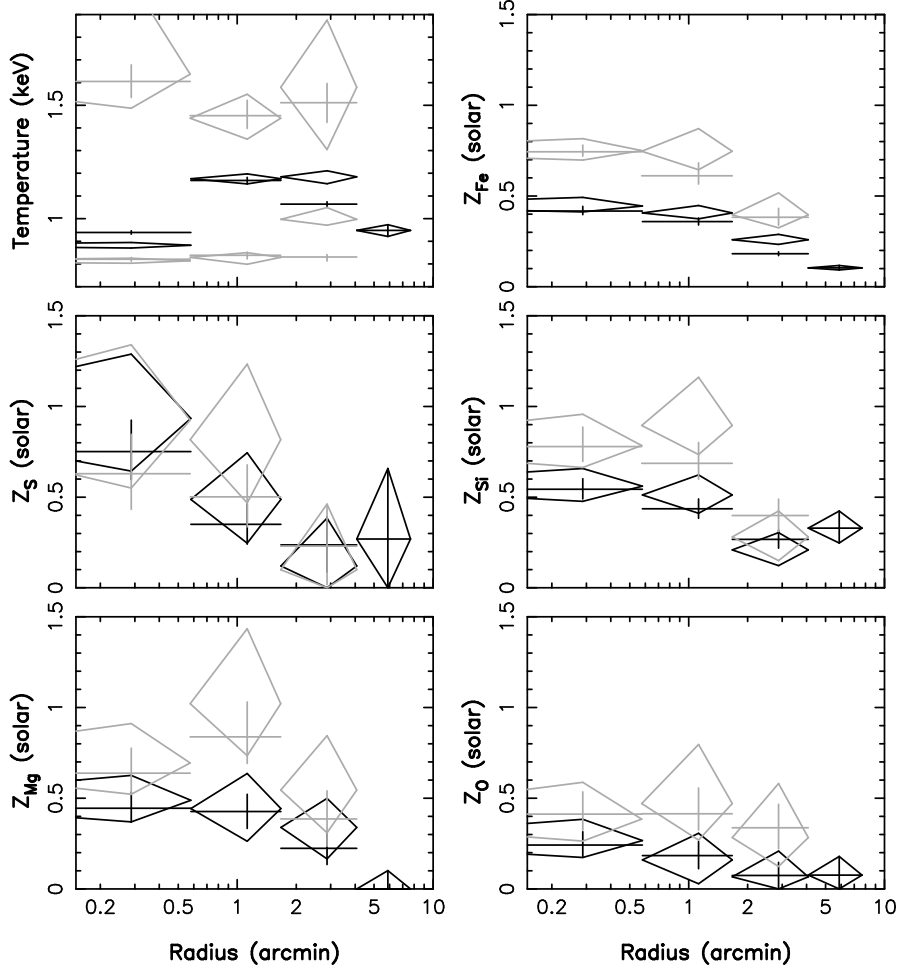 Temperature (keV)
1
1.5
Z_Fe (solar)
0
0.5
1
1.5
Z_S (solar)
0
0.5
1
1.5
Z_Si (solar)
0
0.5
1
1.5
Z_Mg (solar)
0
0.5
1
1.5
Z_O (solar)
0
0.5
1
1.5
0.2 0.5 1 2 5 10
0.2 0.5 1 2 5 10
Radius (arcmin)
Radius (arcmin)